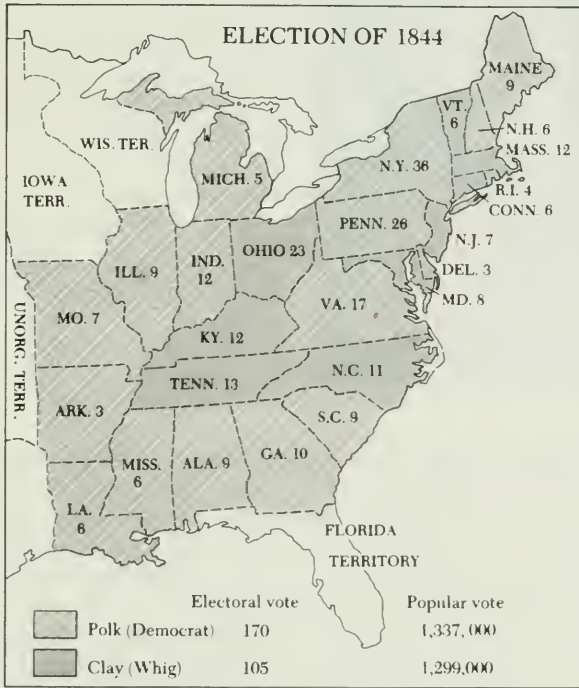 ELECTION OF 1844
MAINE
9
VT.
6
N.H. 6
MASS. 12
WIS. TER.
N.Y. 36
MICH. 5
R.I. 4
CONN. 6
IOWA
TERR.
PENN. 26
N.J. 7
OHIO 23
IND.
12
ILL. 9
DEL. 3
MD. 8
VA. 17
MO. 7
UNORG. TERR.
KY. 12
N.C. 11
TENN. 13
ARK. 3
S.C. 9
MISS.
6
ALA. 9
GA. 10
LA.
6
FLORIDA
TERRITORY
Electoral vote Popular vote
Polk (Democrat) 170 1,337,000
Clay (Whig) 105 1,299,000